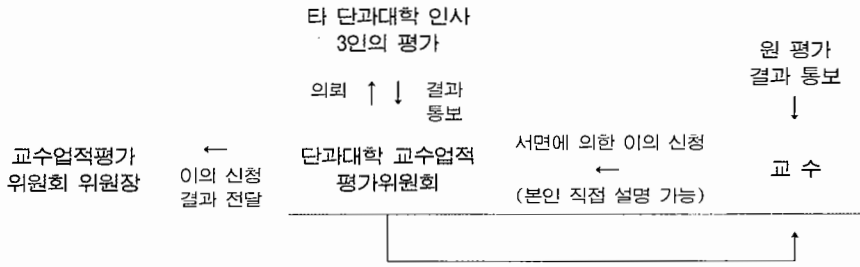 타 단과대학 인사
3인의 평가
원 평가
결과 통보
의뢰 ↑ ↓ 결과
통보
↓
← 서면에 의한 이의 신청
교수업적평가 단과대학 교수업적 ← 교 수
위원회 위원장 이의 신청 평가위원회
결과 전달 (본인 직접 설명 가능)
↑